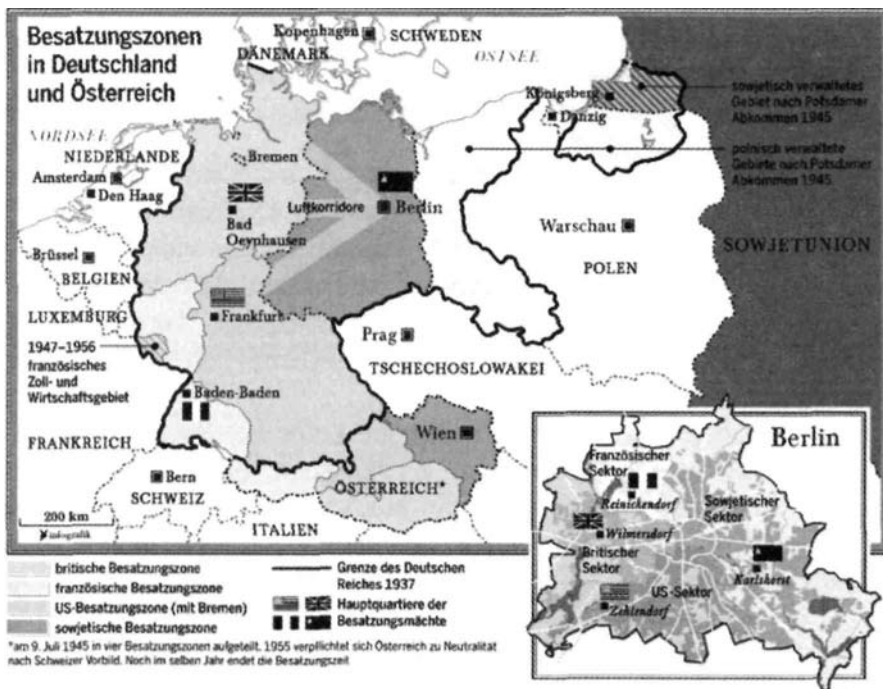 Besatzungszonen
in Deutschland
und Österreich
Kopenhagen
SCHWEDEN
DÄNEMARK
OSTSEE
NORDSEE
Königsberg
Danzig
sowjetisch verwaltetes
Gebiet nach Potsdamer
Abkommen 1945
polnisch verwaltete
Gebiete nach Potsdamer
Abkommen 1945
NIEDERLANDE
Amsterdam
Den Haag
Bremen
Bad
Oeynhausen
Luftkorridore
Berlin
Warschau
POLEN
SOWJETUNION
Brüssel
BELGIEN
LUXEMBURG
Frankfurt
Prag
TSCHECHOSLOWAKEI
1947–1956
französisches
Zoll- und
Wirtschaftsgebiet
Baden-Baden
FRANKREICH
Wien
Bern
SCHWEIZ
ÖSTERREICH*
ITALIEN
200 km
infografik
Berlin
Französischer
Sektor
Reinickendorf
Sowjetischer
Sektor
Wilmersdorf
Britischer
Sektor
Karlshorst
US-Sektor
Zehlendorf
britische Besatzungszone
französische Besatzungszone
US-Besatzungszone (mit Bremen)
sowjetische Besatzungszone
Grenze des Deutschen
Reiches 1937
Hauptquartiere der
Besatzungsmächte
*am 9. Juli 1945 in vier Besatzungszonen aufgeteilt. 1955 verpflichtet sich Österreich zu Neutralität
nach Schweizer Vorbild. Noch im selben Jahr endet die Besatzungszeit